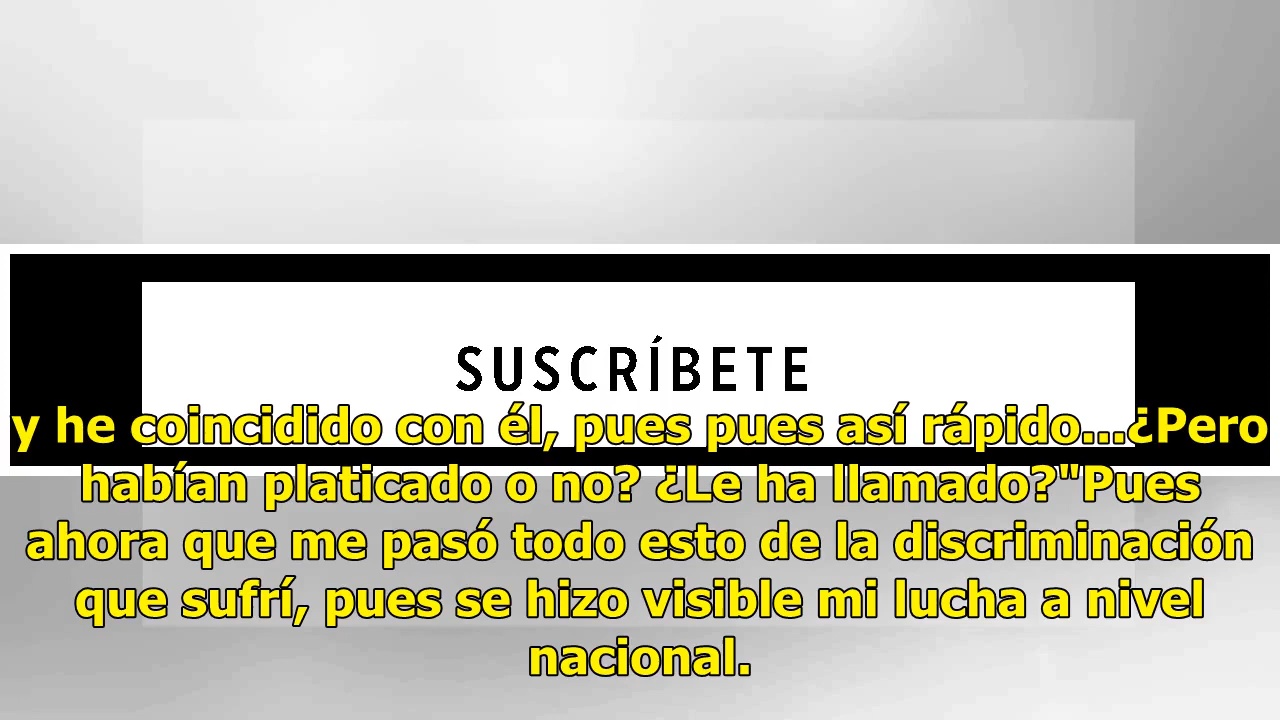 SUSCRÍBETE
y he coincidido con él, pues pues así rápido...¿Pero
habían platicado o no? ¿Le ha llamado?"Pues
ahora que me pasó todo esto de la discriminación
que sufrí, pues se hizo visible mi lucha a nivel
nacional.